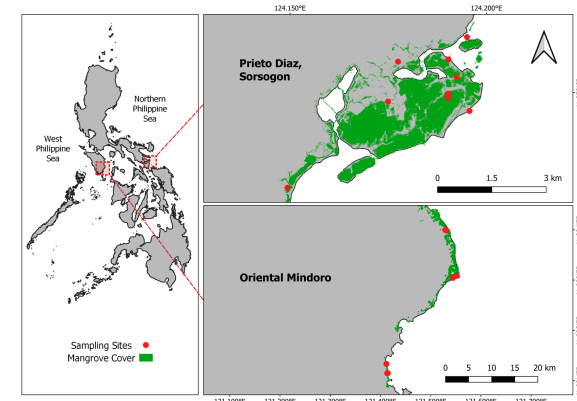 124.150°E 124.200°E
Prieto Diaz,
Sorsogon
Northern
Philippine
Sea
West
Philippine
Sea
0 1.5 3 km
Oriental Mindoro
Sampling Sites
Mangrove Cover
0 5 10 15 20 km